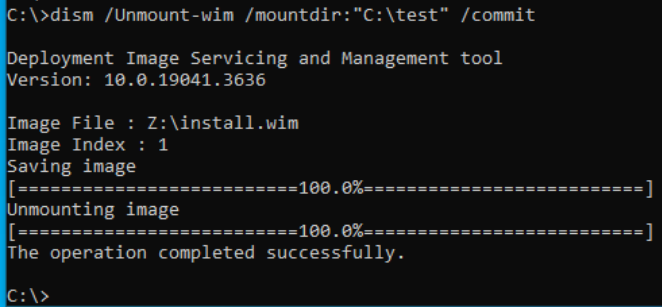 C:\>dism /Unmount-wim /mountdir:"C:\test" /commit
Deployment Image Servicing and Management tool
Version: 10.0.19041.3636
Image File : Z:\install.wim
Image Index : 1
Saving image
[==========================100.0%==========================]
Unmounting image
[==========================100.0%==========================]
The operation completed successfully.
C:\>